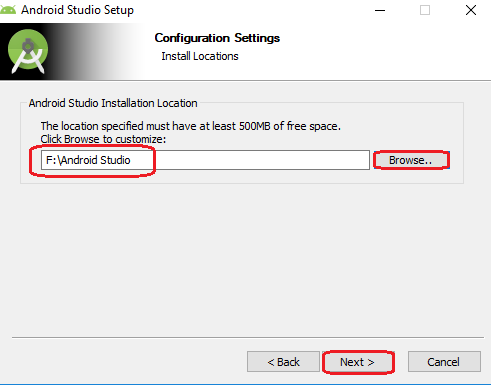 Android Studio Setup
Configuration Settings
Install Locations
Android Studio Installation Location
The location specified must have at least 500MB of free space.
Click Browse to customize:
F:\Android Studio
Browse..
< Back
Next >
Cancel